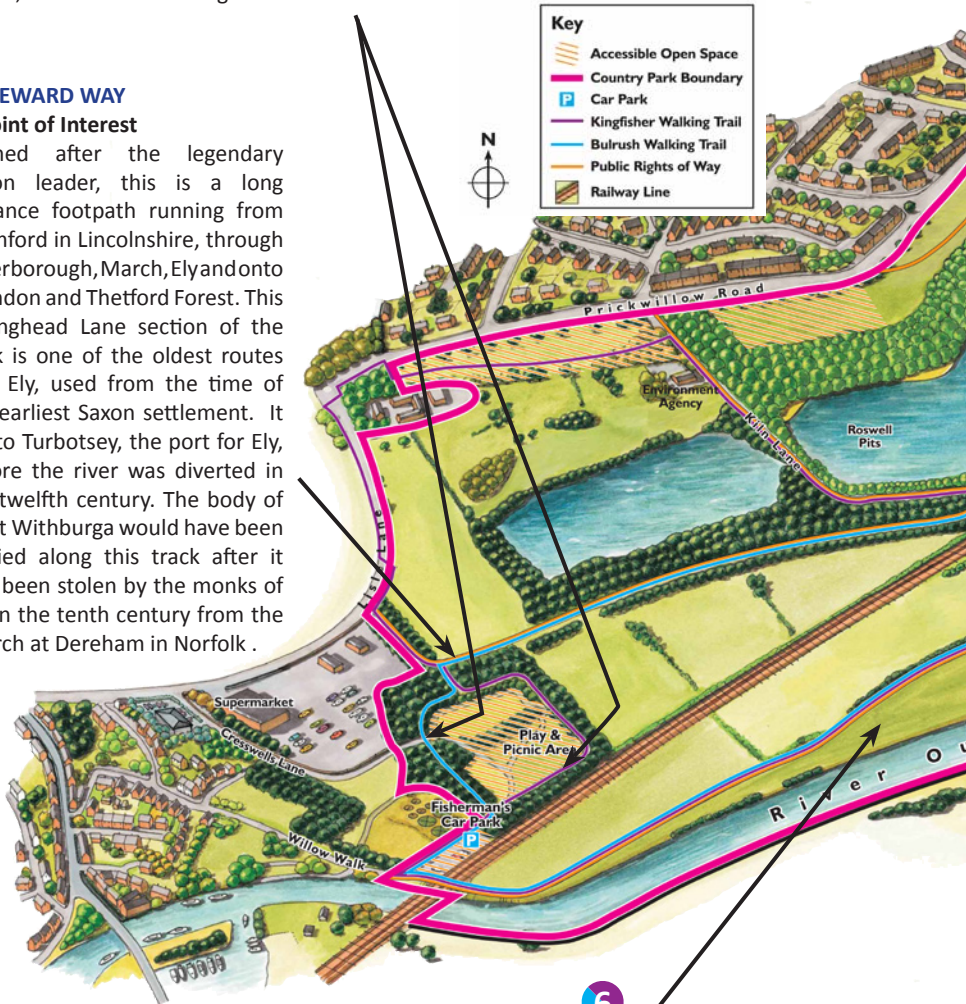 EWARD WAY
oint of Interest
ned after the legendary
on leader, this is a long
ance footpath running from
nford in Lincolnshire, through
erborough,March,Elyandonto
ndon and Thetford Forest. This
nghead Lane section of the
k is one of the oldest routes
Ely, used from the time of
earliest Saxon settlement. It
to Turbotsey, the port for Ely,
ore the river was diverted in
twelfth century. The body of
t Withburga would have been
ied along this track after it
been stolen by the monks of
n the tenth century from the
rch at Dereham in Norfolk .
Key
Accessible Open Space
Country Park Boundary
P Car Park
Kingfisher Walking Trail
Bulrush Walking Trail
Public Rights of Way
Railway Line
N
Prickwillow Road
Environment
Agency
Kiln Lane
Roswell
Pits
Lisle Lane
Supermarket
Cresswells Lane
Play &
Picnic Area
Fisherman's
Car Park
P
Willow Walk
River Ou
6